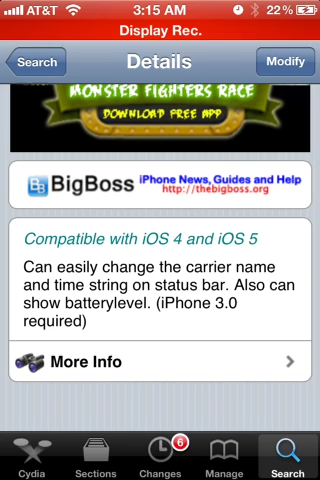 AT&T 3:15 AM 22%
Display Rec.
Search Details Modify
MONSTER FIGHTERS RACE
DOWNLOAD FREE APP
BB BigBoss iPhone News, Guides and Help
http://thebigboss.org
Compatible with iOS 4 and iOS 5
Can easily change the carrier name
and time string on status bar. Also can
show batterylevel. (iPhone 3.0
required)
More Info
6
Cydia Sections Changes Manage Search